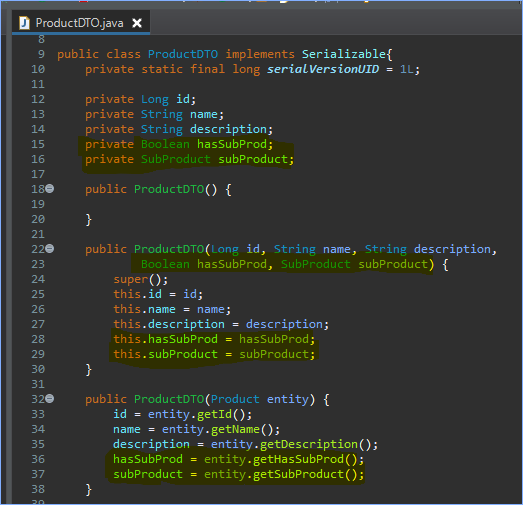 ProductDTO.java
8
9 public class ProductDTO implements Serializable{
10 private static final long serialVersionUID = 1L;
11
12 private Long id;
13 private String name;
14 private String description;
15 private Boolean hasSubProd;
16 private SubProduct subProduct;
17
18 public ProductDTO() {
19
20 }
21
22 public ProductDTO(Long id, String name, String description,
23 Boolean hasSubProd, SubProduct subProduct) {
24 super();
25 this.id = id;
26 this.name = name;
27 this.description = description;
28 this.hasSubProd = hasSubProd;
29 this.subProduct = subProduct;
30 }
31
32 public ProductDTO(Product entity) {
33 id = entity.getId();
34 name = entity.getName();
35 description = entity.getDescription();
36 hasSubProd = entity.getHasSubProd();
37 subProduct = entity.getSubProduct();
38 }